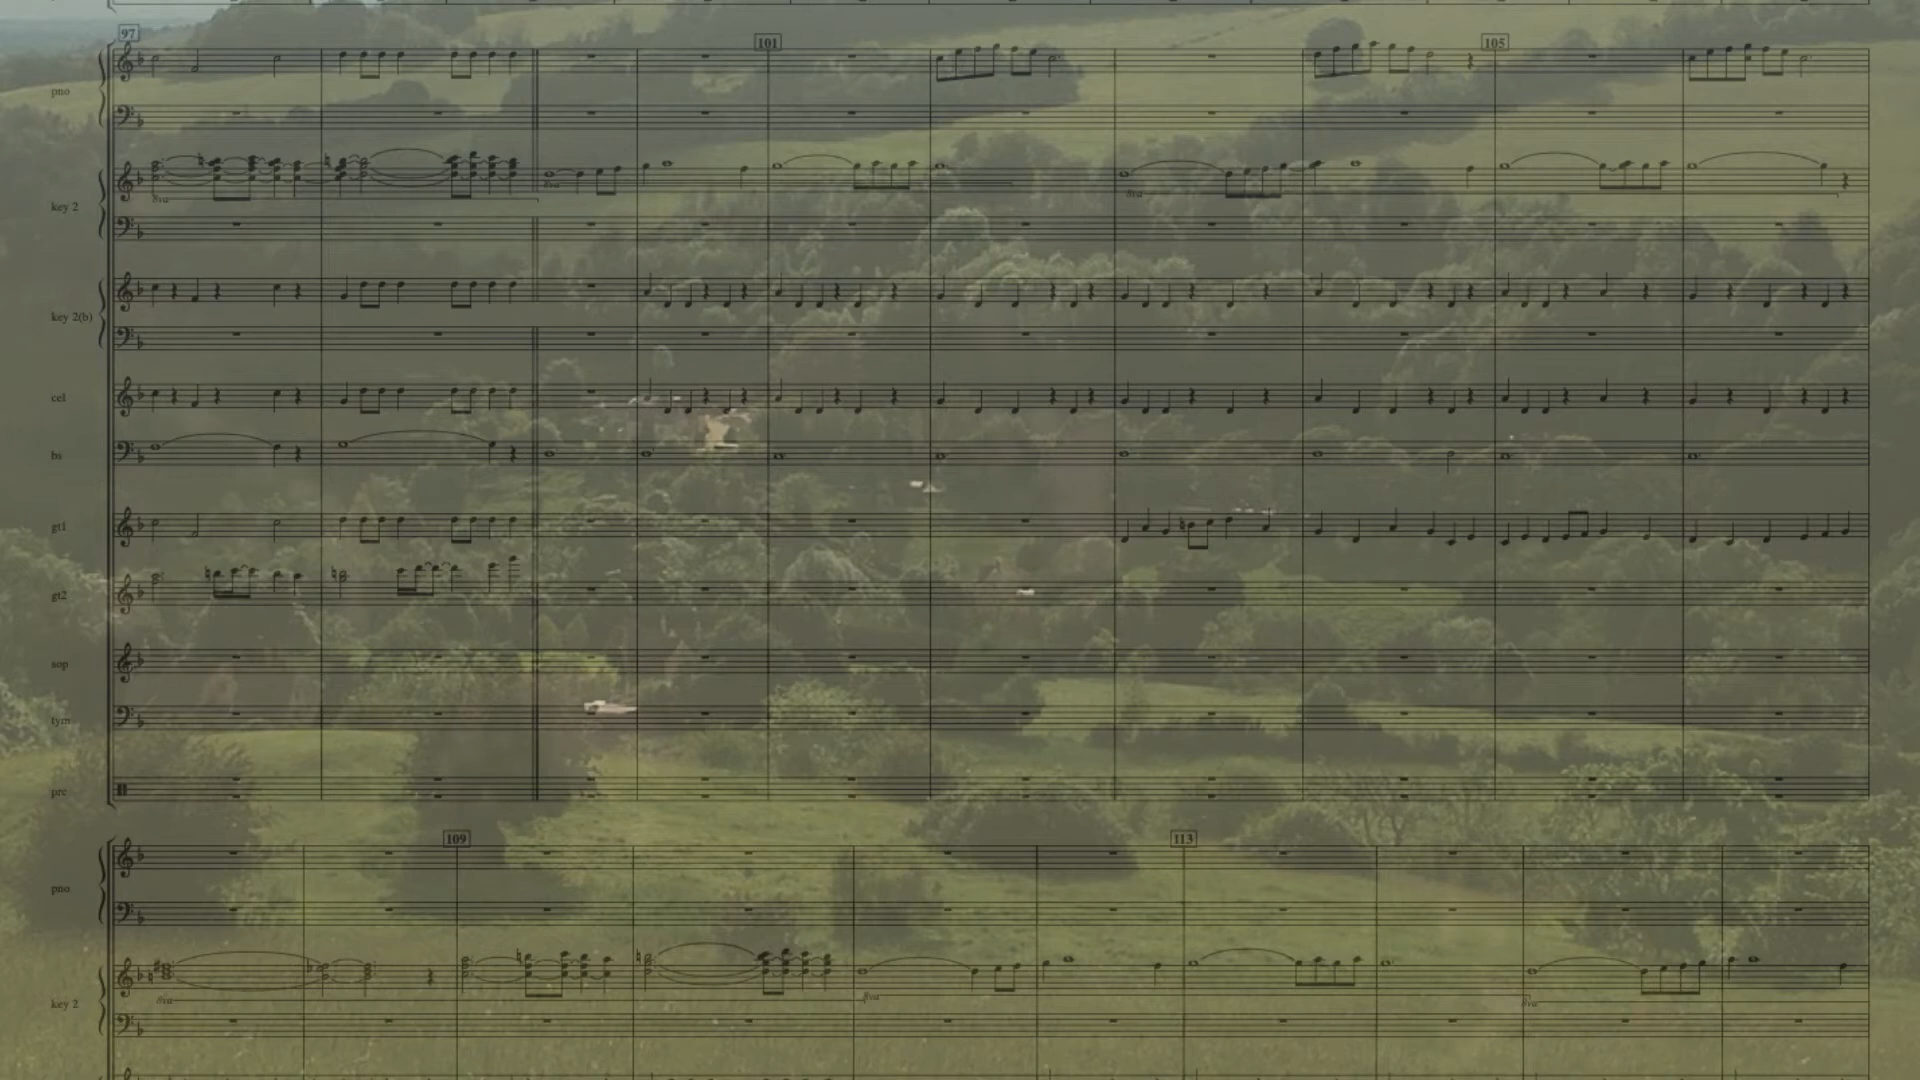 97
101
105
pno
key 2
8va
8va
key 2(b)
cel
bs
gt1
gt2
sop
tym
prc
109
113
pno
key 2
8va
8va
8va